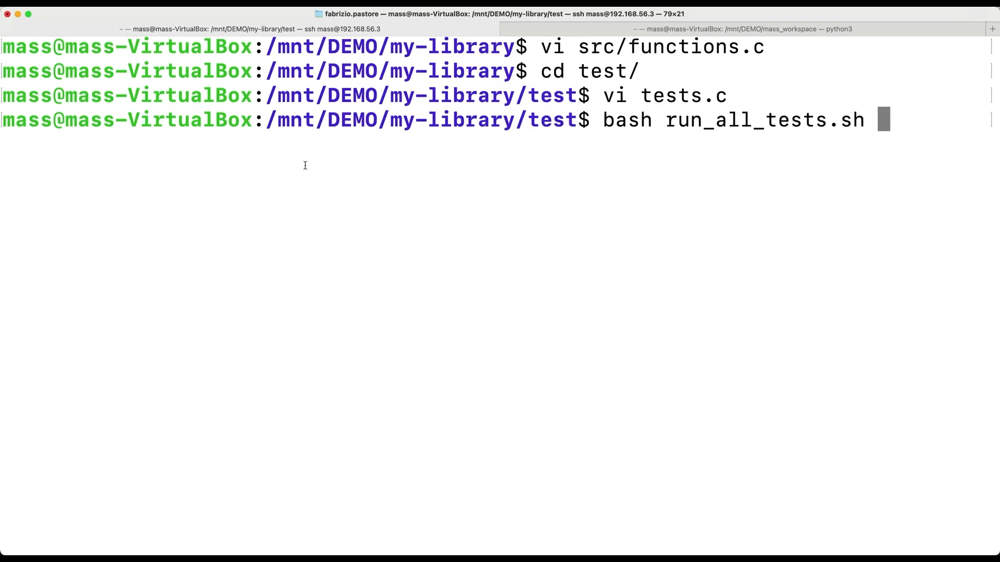 fabrizio.pastore — mass@mass-VirtualBox: /mnt/DEMO/my-library/test — ssh mass@192.168.56.3 — 79×21
~ — mass@mass-VirtualBox: /mnt/DEMO/my-library/test — ssh mass@192.168.56.3
~ — mass@mass-VirtualBox: /mnt/DEMO/mass_workspace — python3 +
mass@mass-VirtualBox:/mnt/DEMO/my-library$ vi src/functions.c
mass@mass-VirtualBox:/mnt/DEMO/my-library$ cd test/
mass@mass-VirtualBox:/mnt/DEMO/my-library/test$ vi tests.c
mass@mass-VirtualBox:/mnt/DEMO/my-library/test$ bash run_all_tests.sh